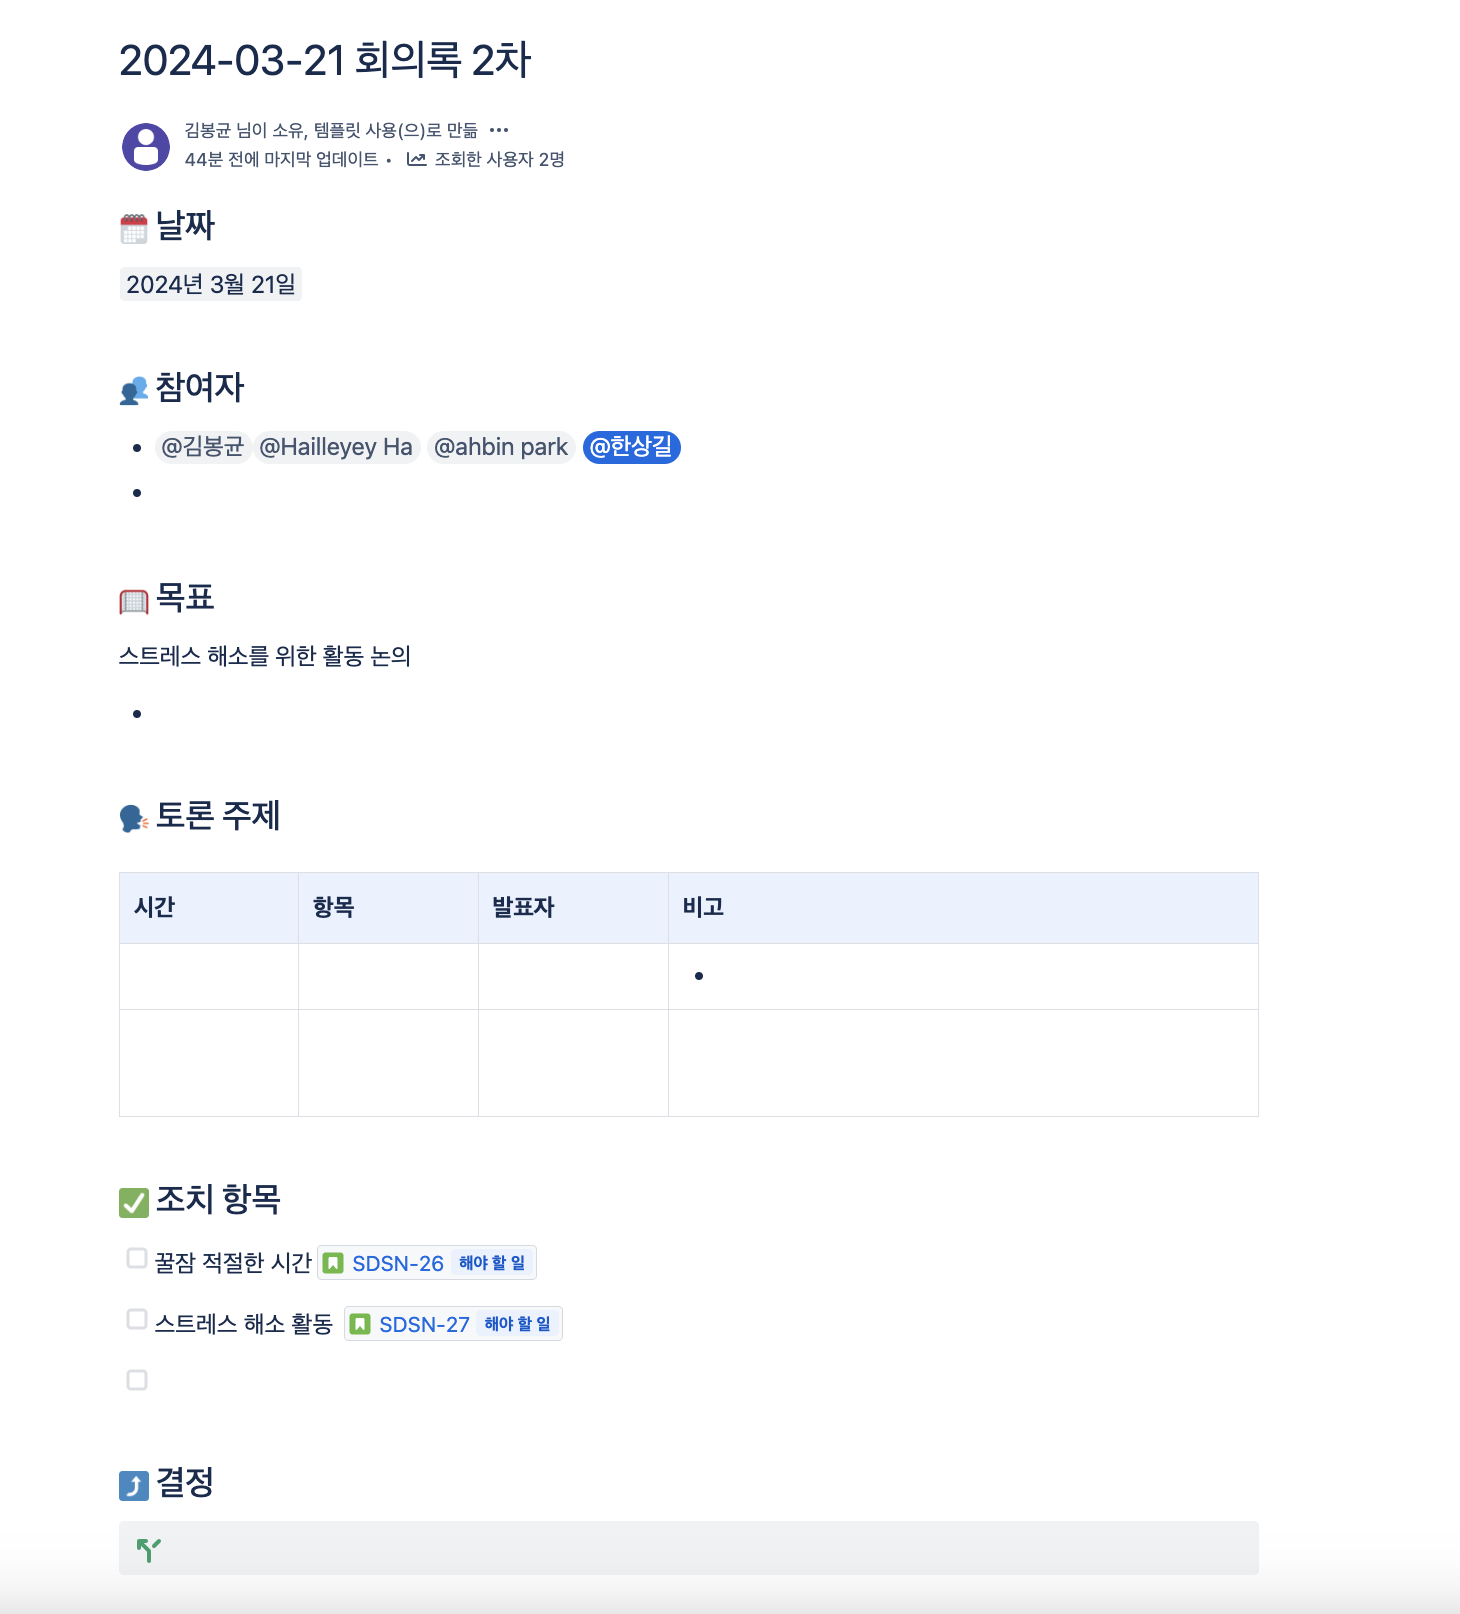 2024-03-21 회의록 2차
김봉균 님이 소유, 템플릿 사용(으)로 만듦 •••
44분 전에 마지막 업데이트 • 조회한 사용자 2명
날짜
2024년 3월 21일
참여자
• @김봉균 @Hailleyey Ha @ahbin park @한상길
•
목표
스트레스 해소를 위한 활동 논의
•
토론 주제
시간 항목 발표자 비고
•
조치 항목
꿀잠 적절한 시간 SDSN-26 해야 할 일
스트레스 해소 활동 SDSN-27 해야 할 일
결정